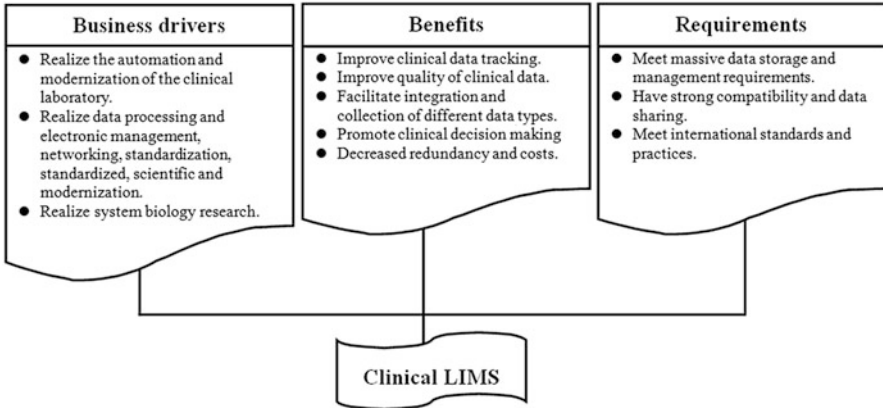 Business drivers
● Realize the automation and
modernization of the clinical
laboratory.
● Realize data processing and
electronic management,
networking, standardization,
standardized, scientific and
modernization.
● Realize system biology research.
Benefits
● Improve clinical data tracking.
● Improve quality of clinical data.
● Facilitate integration and
collection of different data types.
● Promote clinical decision making
● Decreased redundancy and costs.
Requirements
● Meet massive data storage and
management requirements.
● Have strong compatibility and data
sharing.
● Meet international standards and
practices.
Clinical LIMS